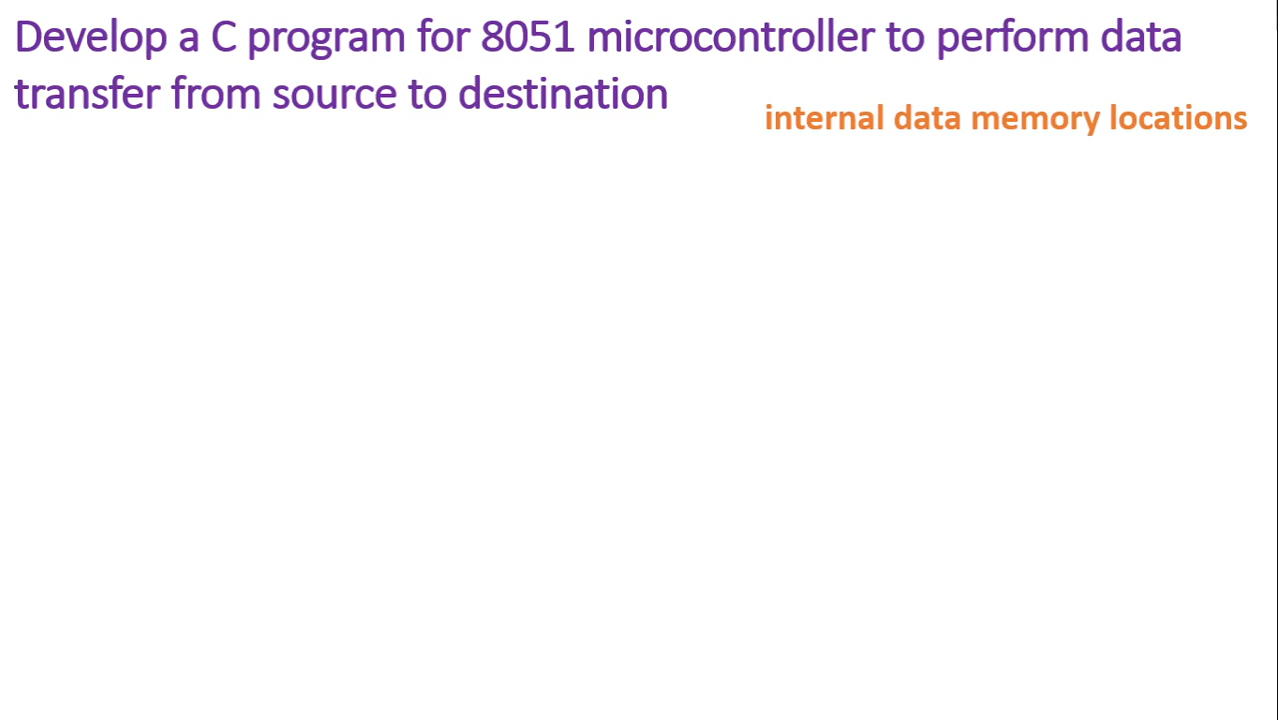 Develop a C program for 8051 microcontroller to perform data
transfer from source to destination
internal data memory locations